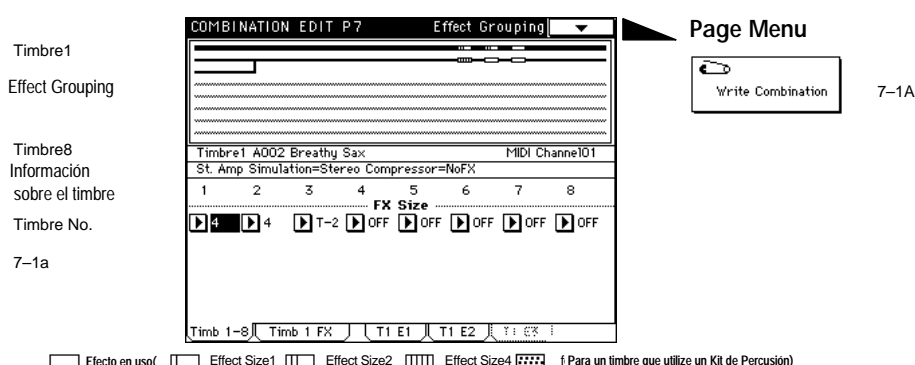 COMBINATION EDIT P7 Effect Grouping
Page Menu
Timbre1
Effect Grouping
Write Combination
7–1A
Timbre8
Información
sobre el timbre
Timbre1 A002 Breathy Sax MIDI Channel01
St. Amp Simulation=Stereo Compressor=NoFX
1 2 3 4 5 6 7 8
FX Size
Timbre No.
4 4 T-2 OFF OFF OFF OFF OFF
7–1a
Timb 1-8 Timb 1 FX T1 E1 T1 E2 T1 E3
Efecto en uso( Effect Size1 Effect Size2 Effect Size4 f Para un timbre que utilize un Kit de Percusión)